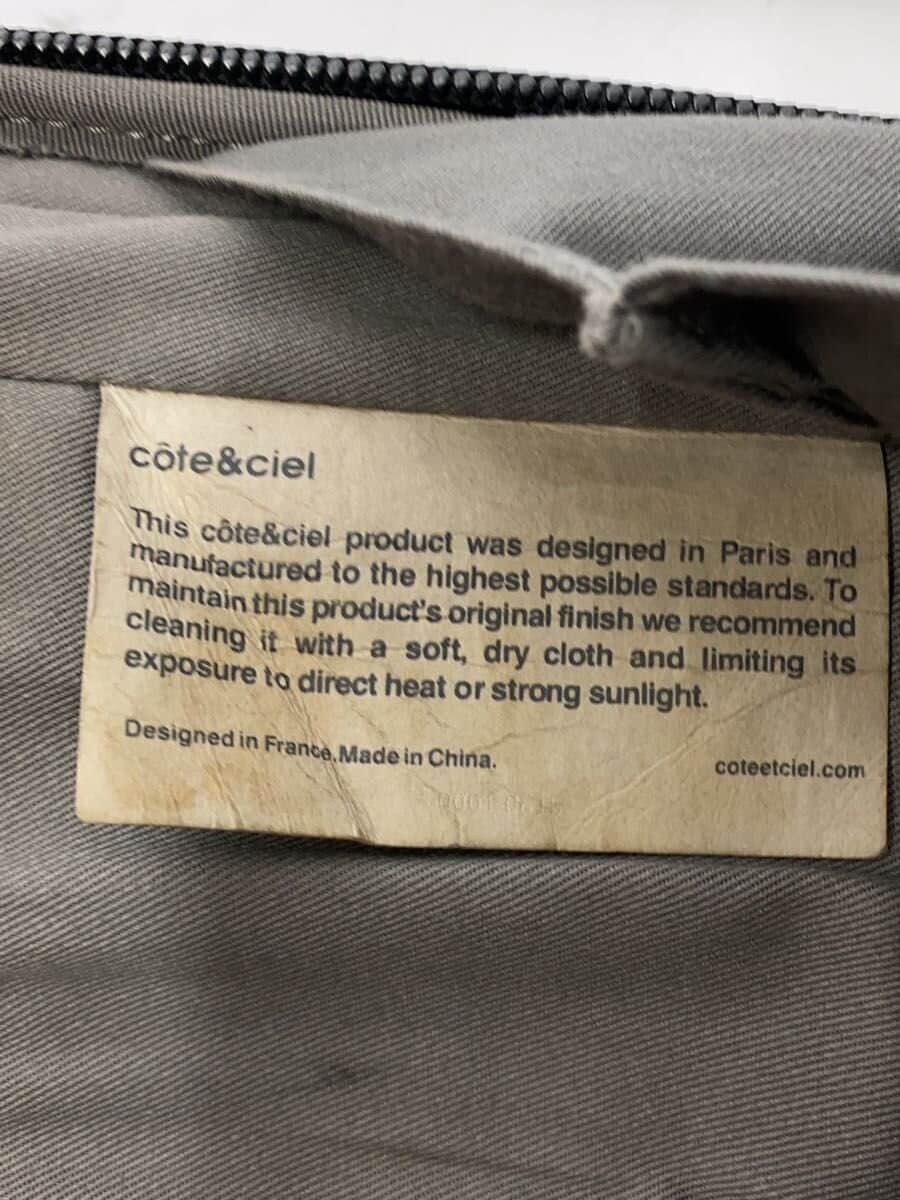 côte&ciel
This côte&ciel product was designed in Paris and
manufactured to the highest possible standards. To
maintain this product's original finish we recommend
cleaning it with a soft, dry cloth and limiting its
exposure to direct heat or strong sunlight.
Designed in France.Made in China.
coteetciel.com